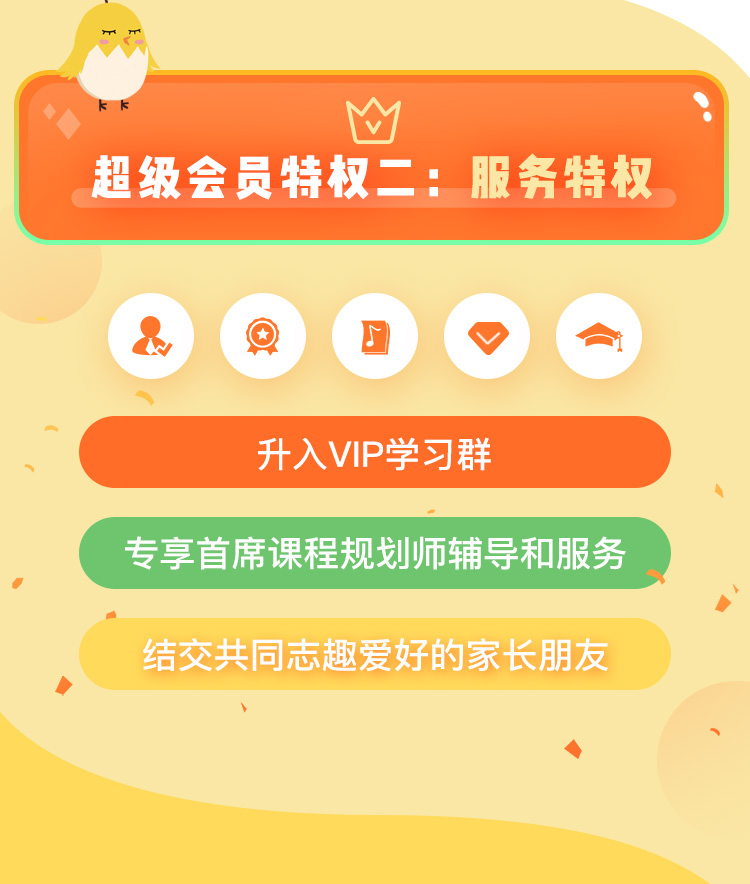 超级会员特权二：服务特权
升入VIP学习群
专享首席课程规划师辅导和服务
结交共同志趣爱好的家长朋友